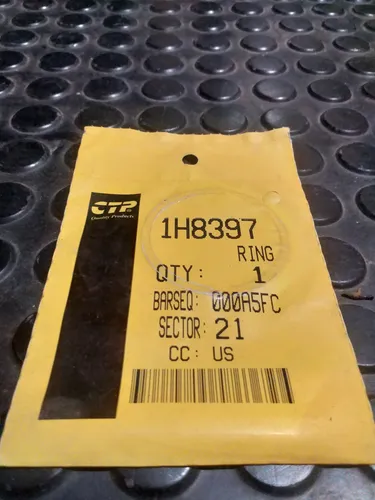 CTP®
Quality Products
1H8397
RING
QTY: 1
BARSEQ: 000A5FC
SECTOR: 21
CC: US